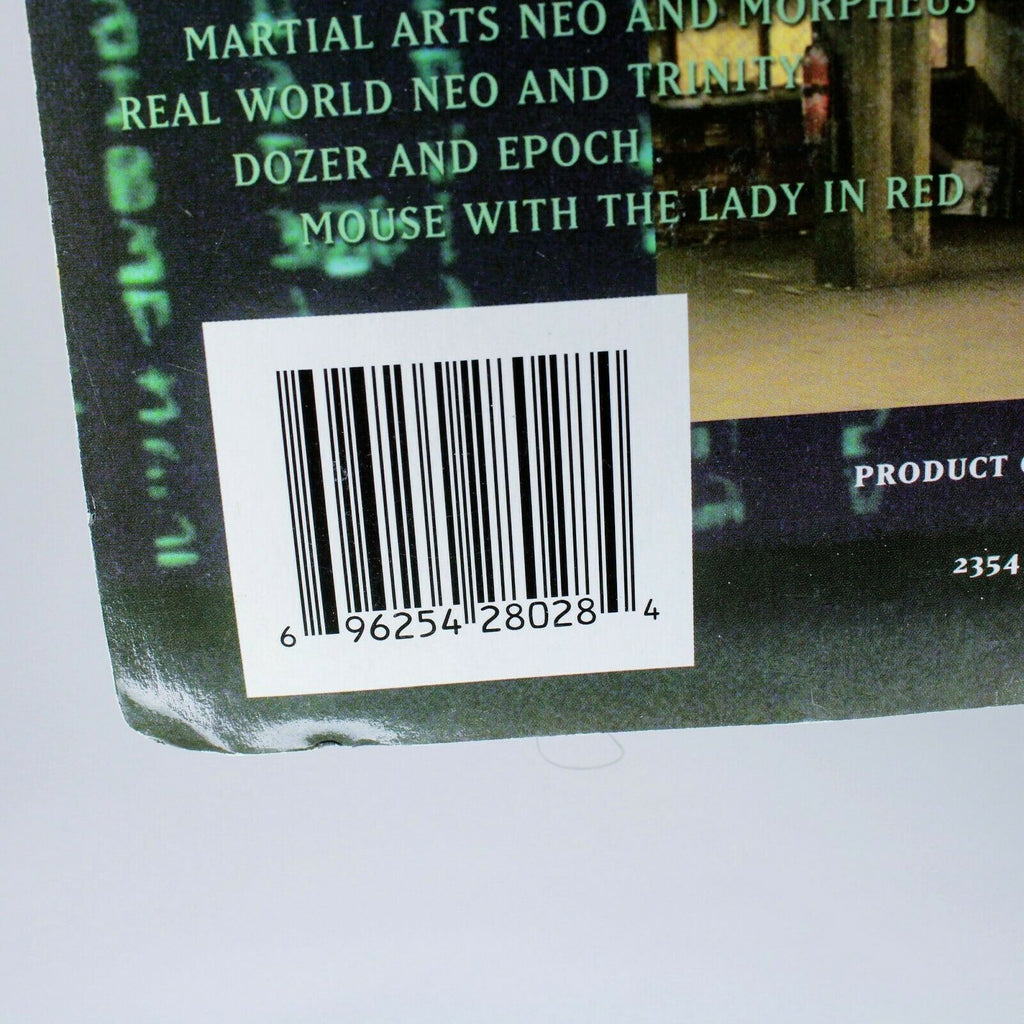 MARTIAL ARTS NEO AND MORPHEUS
REAL WORLD NEO AND TRINITY
DOZER AND EPOCH
MOUSE WITH THE LADY IN RED
PRODUCT
2354
6 96254 28028 4